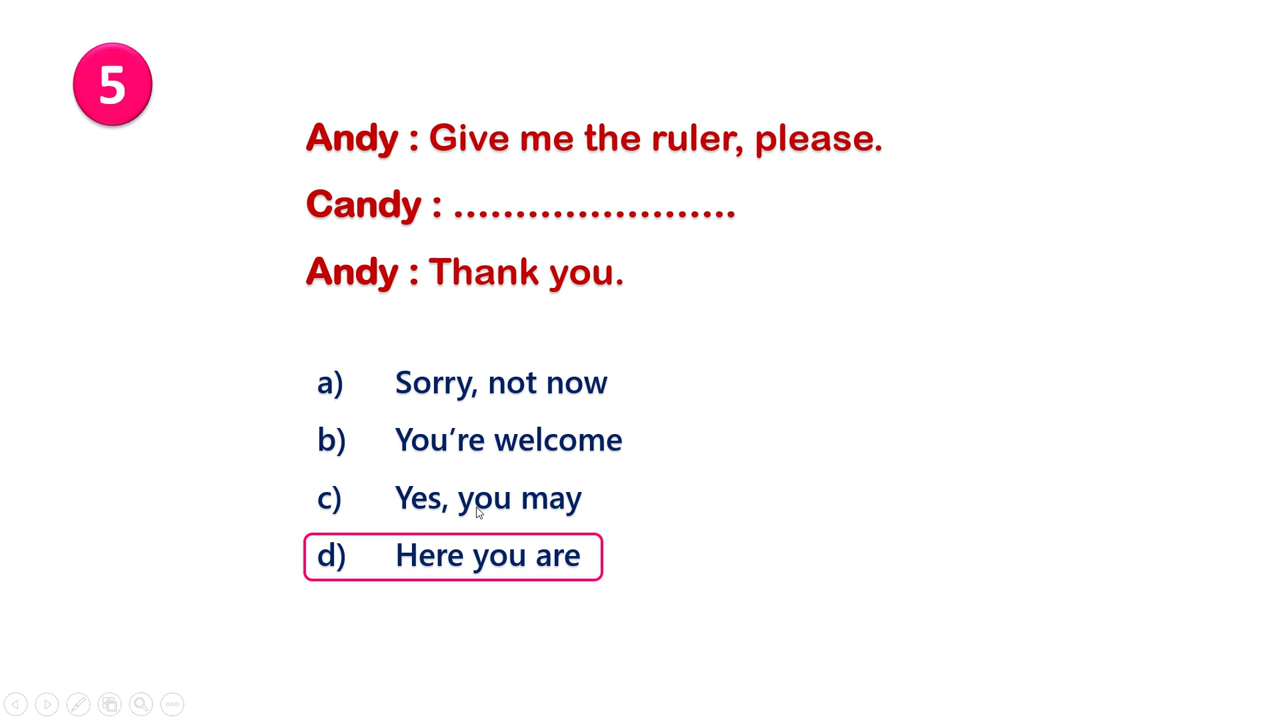 5
Andy : Give me the ruler, please.
Candy : .......................
Andy : Thank you.
a) Sorry, not now
b) You’re welcome
c) Yes, you may
d) Here you are